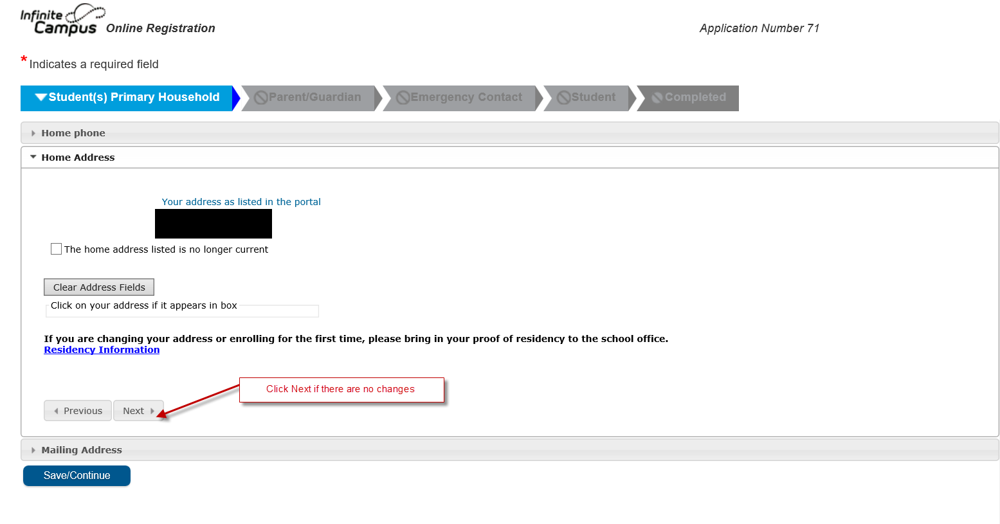 Infinite
Campus Online Registration
Application Number 71
* Indicates a required field
Student(s) Primary Household Parent/Guardian Emergency Contact Student Completed
Home phone
Home Address
Your address as listed in the portal
The home address listed is no longer current
Clear Address Fields
Click on your address if it appears in box
If you are changing your address or enrolling for the first time, please bring in your proof of residency to the school office.
Residency Information
Click Next if there are no changes
Previous Next
Mailing Address
Save/Continue